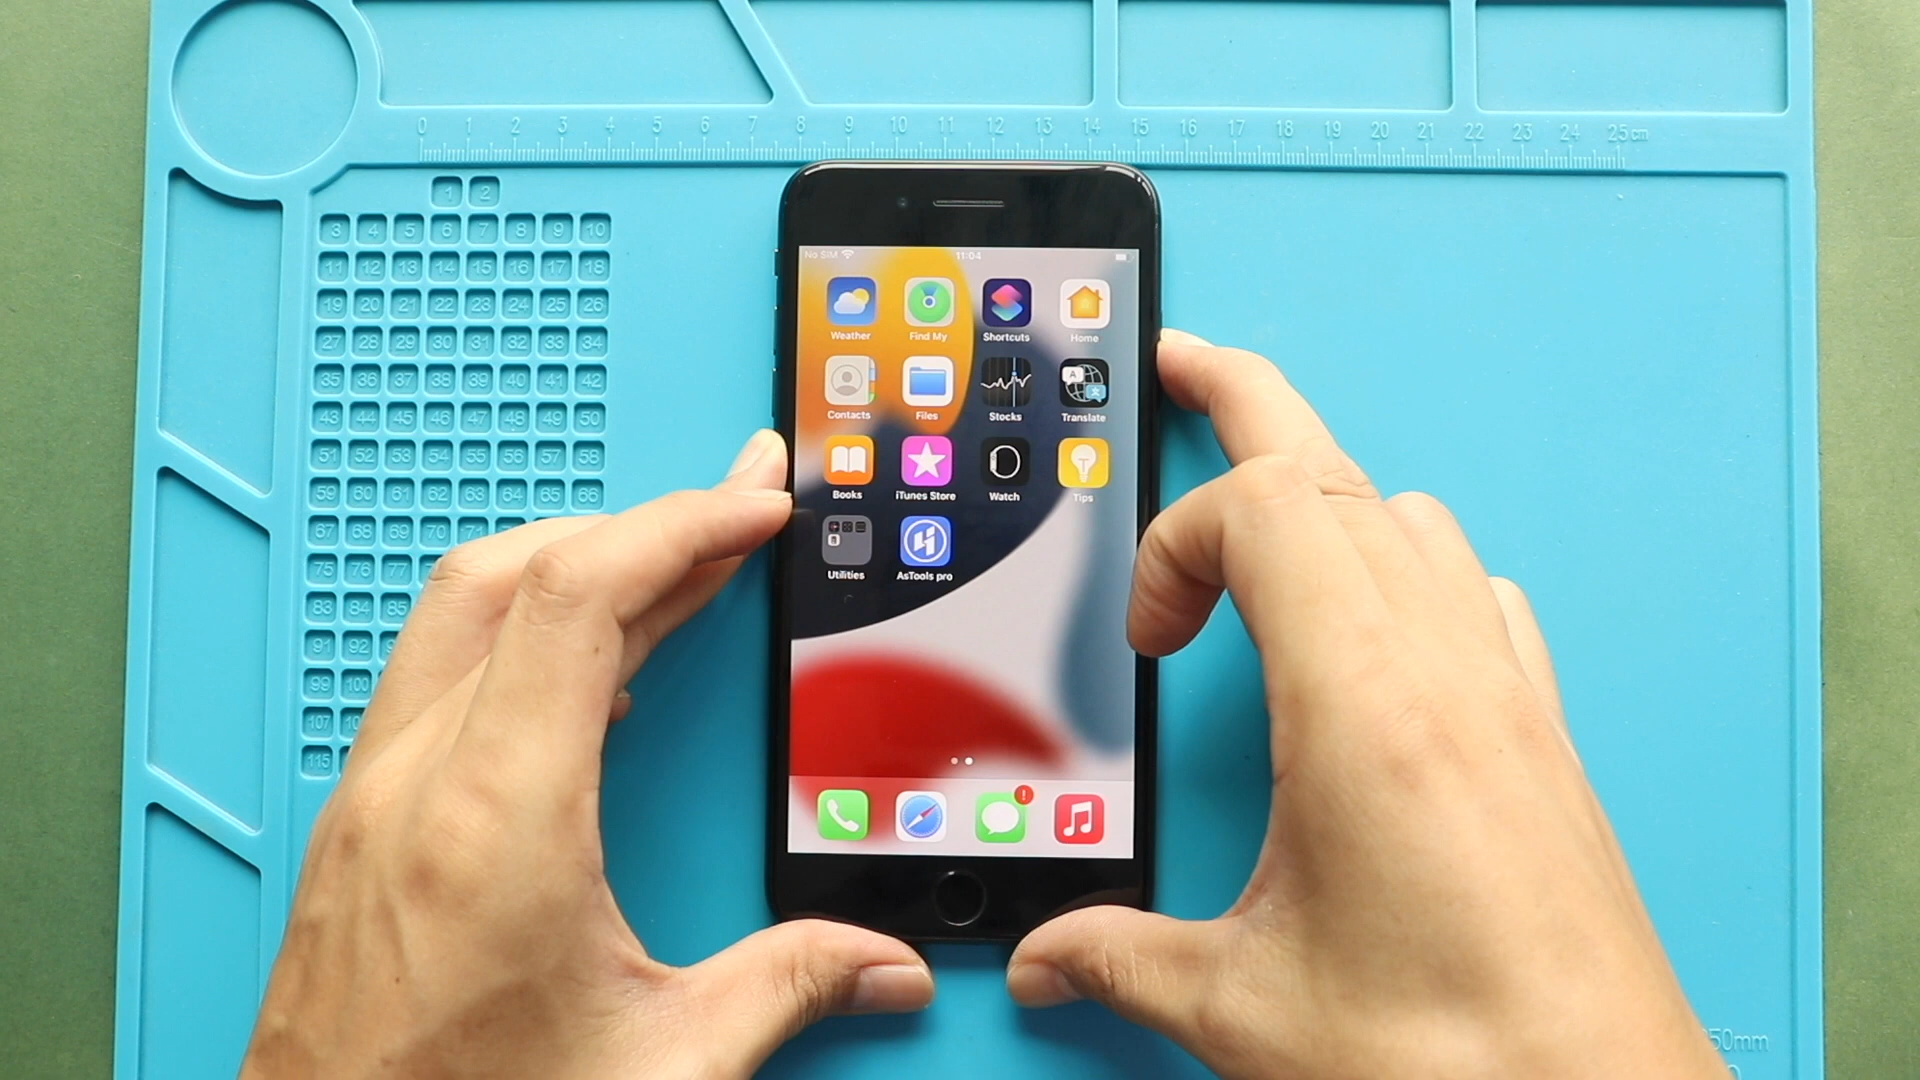 0 1 2 3 4 5 6 7 8 9 10 11 12 13 14 15 16 17 18 19 20 21 22 23 24 25cm
1 2
3 4 5 6 7 8 9 10
11 12 13 14 15 16 17 18
19 20 21 22 23 24 25 26
27 28 29 30 31 32 33 34
35 36 37 38 39 40 41 42
43 44 45 46 47 48 49 50
51 52 53 54 55 56 57 58
59 60 61 62 63 64 65 66
67 68 69 70 71
75 76 77
83 84 85
91 92
99 100
107
115
No SIM 11:04
Weather Find My Shortcuts Home
Contacts Files Stocks Translate
Books iTunes Store Watch Tips
Utilities AsTools pro
50mm